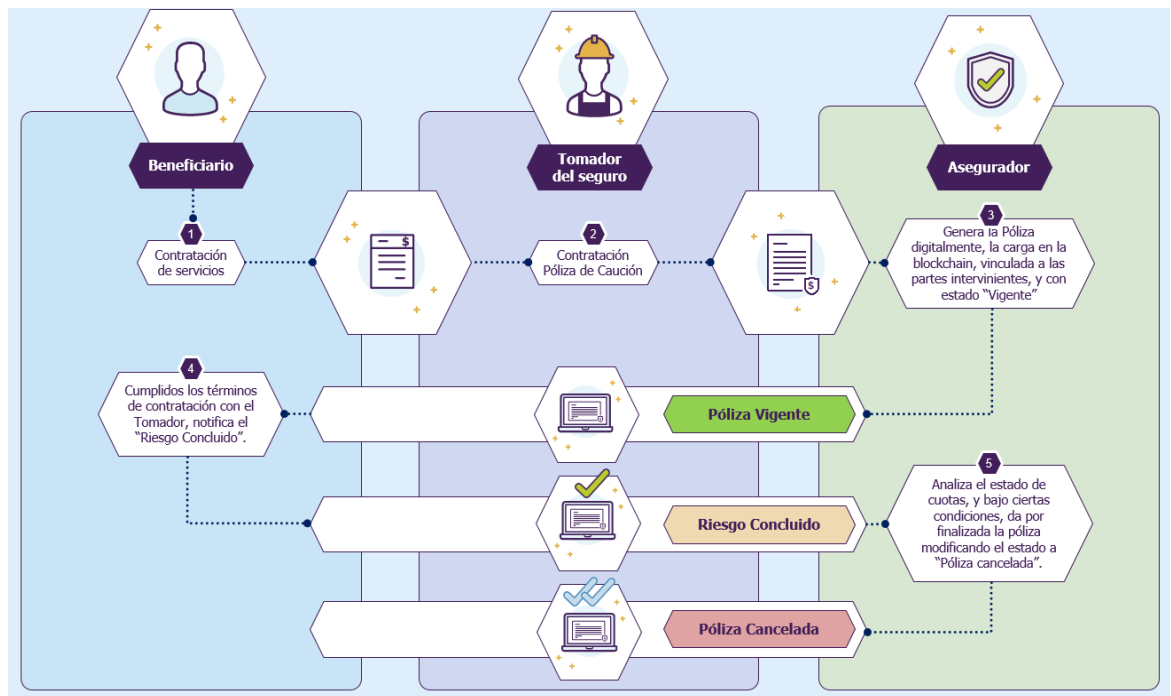 Beneficiario
Tomador
del seguro
Asegurador
1
Contratación
de servicios
$
2
Contratación
Póliza de Caución
$
3
Genera la Póliza
digitalmente, la carga en la
blockchain, vinculada a las
partes intervinientes, y con
estado “Vigente”
4
Cumplidos los términos
de contratación con el
Tomador, notifica el
“Riesgo Concluido”.
Póliza Vigente
5
Analiza el estado de
cuotas, y bajo ciertas
condiciones, da por
finalizada la póliza
modificando el estado a
“Póliza cancelada”.
Riesgo Concluido
Póliza Cancelada